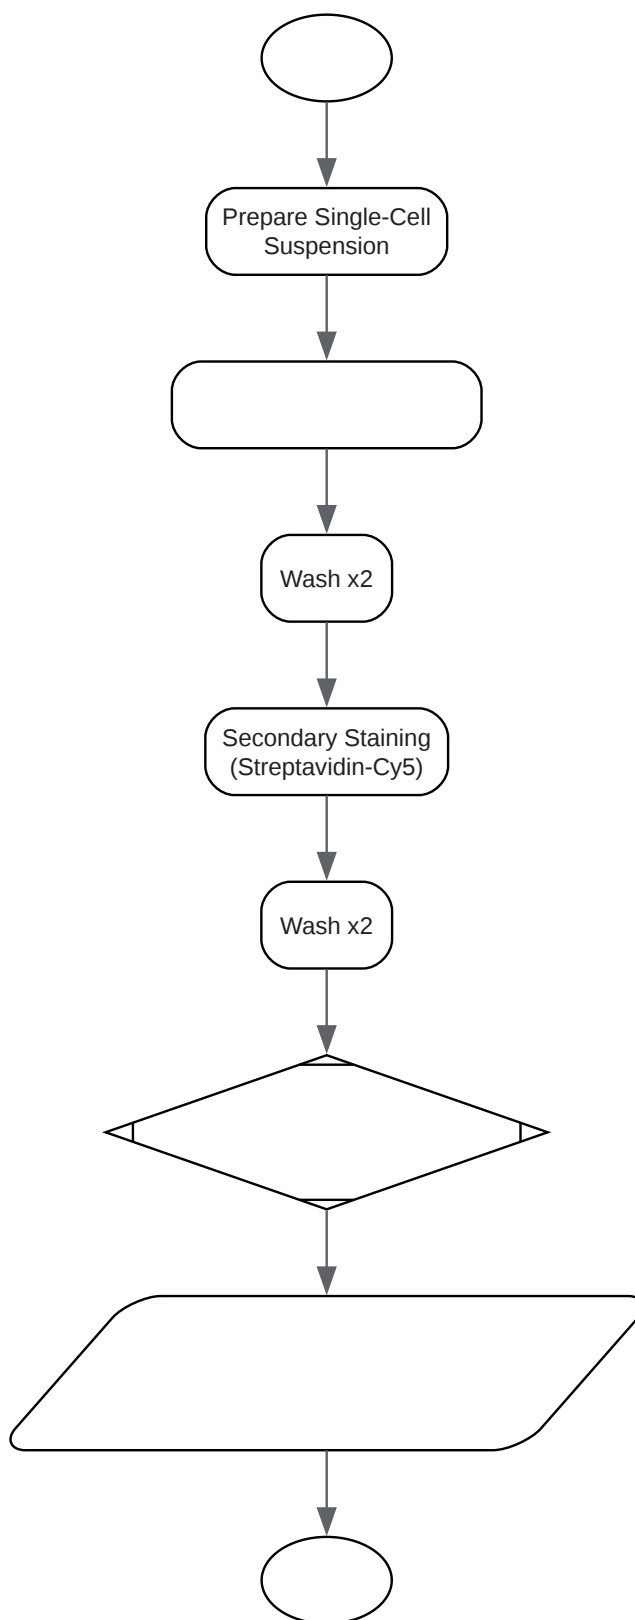 Prepare Single-Cell
Suspension
Wash x2
Secondary Staining
(Streptavidin-Cy5)
Wash x2